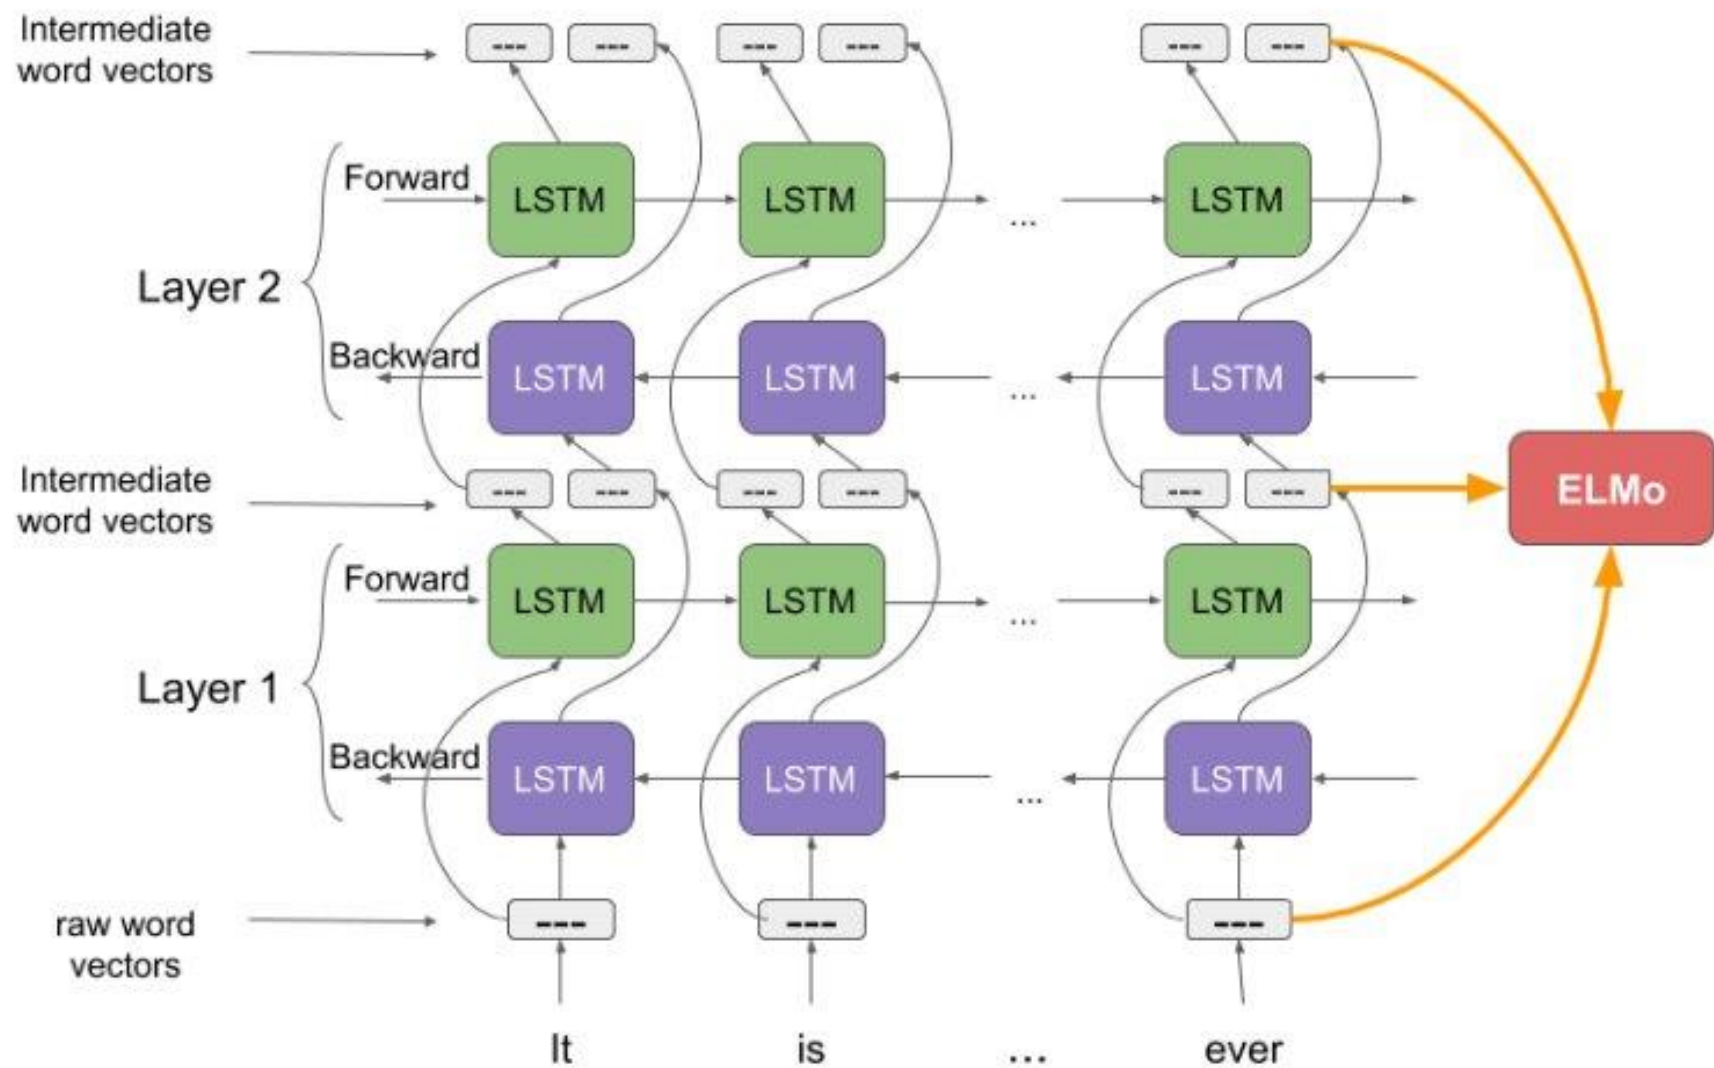 Intermediate
word vectors
--- --- --- --- --- ---
Forward
LSTM LSTM LSTM
...
Layer 2
Backward
LSTM LSTM LSTM
...
Intermediate
word vectors
--- --- --- --- --- ---
ELMo
Forward
LSTM LSTM LSTM
...
Layer 1
Backward
LSTM LSTM LSTM
...
raw word
vectors
--- --- ---
It is ... ever